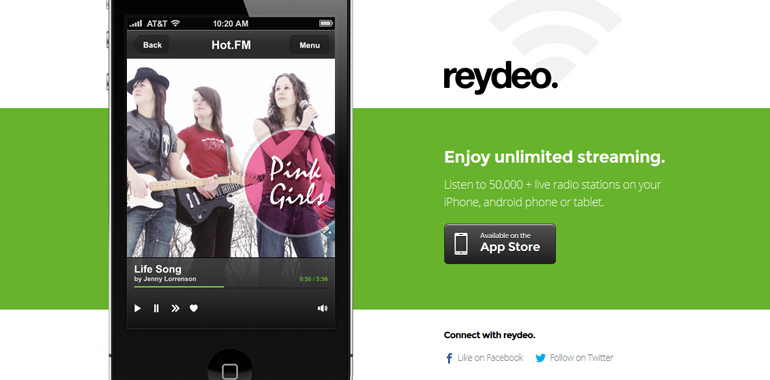 AT&T 10:20 AM
Back Hot.FM Menu
Pink
Girls
Life Song
by Jenny Lorrenson 0:50 / 5:56
reydeo.
Enjoy unlimited streaming.
Listen to 50,000 + live radio stations on your
iPhone, android phone or tablet.
Available on the
App Store
Connect with reydeo.
Like on Facebook Follow on Twitter